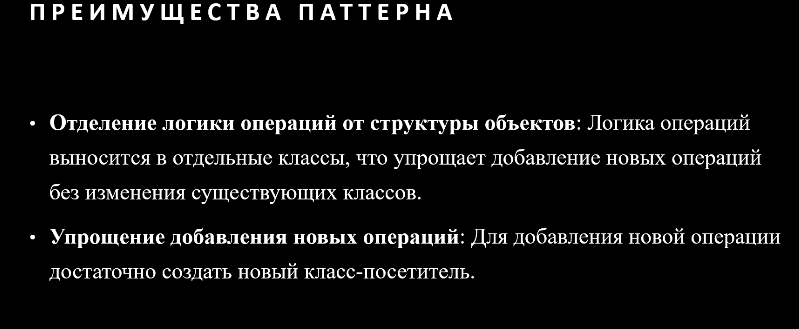 ПРЕИМУЩЕСТВА ПАТТЕРНА
• Отделение логики операций от структуры объектов: Логика операций
выносится в отдельные классы, что упрощает добавление новых операций
без изменения существующих классов.
• Упрощение добавления новых операций: Для добавления новой операции
достаточно создать новый класс-посетитель.